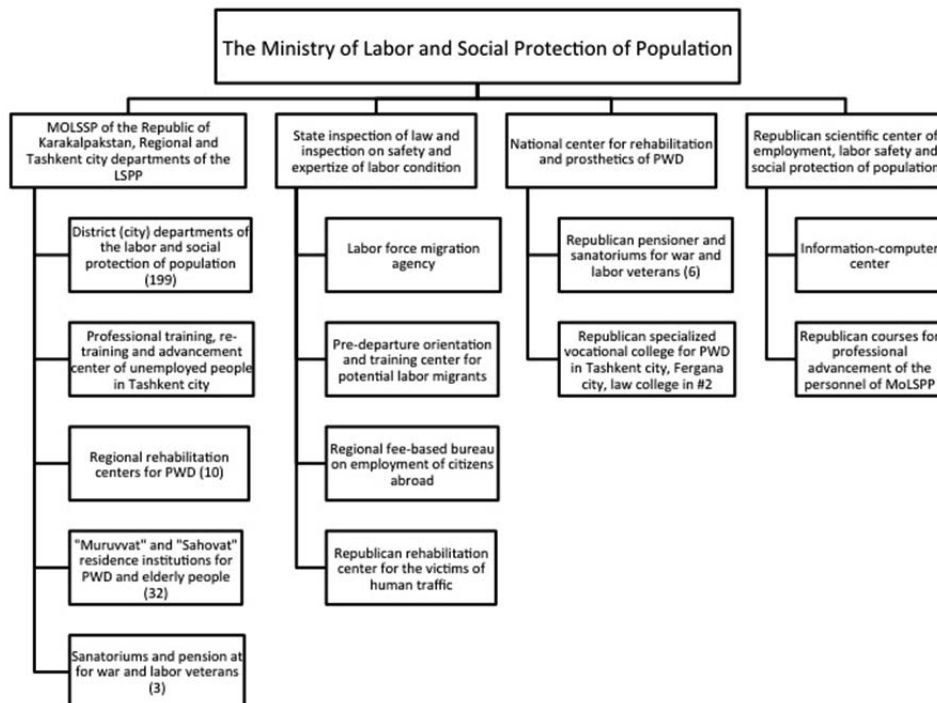 The Ministry of Labor and Social Protection of Population
MOLSSP of the Republic of
Karakalpakstan, Regional and
Tashkent city departments of the
LSPP
District (city) departments of
the labor and social
protection of population
(199)
Professional training, re-
training and advancement
center of unemployed people
in Tashkent city
Regional rehabilitation
centers for PWD (10)
"Muruvvat" and "Sahovat"
residence institutions for
PWD and elderly people
(32)
Sanatoriums and pension at
for war and labor veterans
(3)
State inspection of law and
inspection on safety and
expertize of labor condition
Labor force migration
agency
Pre-departure orientation
and training center for
potential labor migrants
Regional fee-based bureau
on employment of citizens
abroad
Republican rehabilitation
center for the victims of
human traffic
National center for rehabilitation
and prosthetics of PWD
Republican pensioner and
sanatoriums for war and
labor veterans (6)
Republican specialized
vocational college for PWD
in Tashkent city, Fergana
city, law college in #2
Republican scientific center of
employment, labor safety and
social protection of population
Information-computer
center
Republican courses for
professional
advancement of the
personnel of MoLSPP